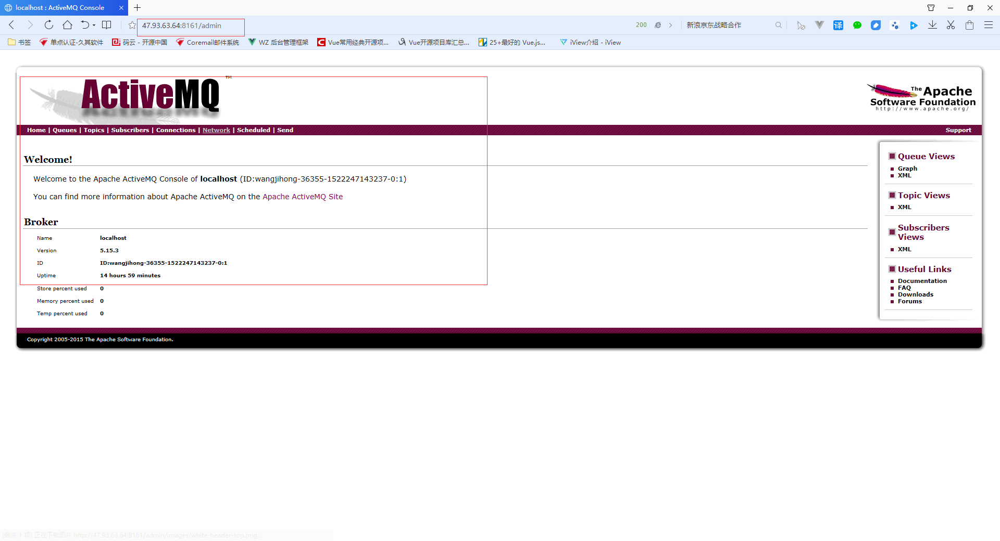 localhost : ActiveMQ Console
47.93.63.64:8161/admin
200
新浪京东战略合作
译
书签
单点认证-久其软件
码云 - 开源中国
Coremail邮件系统
WZ 后台管理框架
Vue常用经典开源项...
Vue开源项目库汇总...
25+最好的 Vue.js...
iView介绍 - iView
ActiveMQ™
The Apache
Software Foundation
http://www.apache.org/
Home | Queues | Topics | Subscribers | Connections | Network | Scheduled | Send
Support
Welcome!
Welcome to the Apache ActiveMQ Console of localhost (ID:wangjihong-36355-1522247143237-0:1)
You can find more information about Apache ActiveMQ on the Apache ActiveMQ Site
Broker
Name localhost
Version 5.15.3
ID ID:wangjihong-36355-1522247143237-0:1
Uptime 14 hours 59 minutes
Store percent used 0
Memory percent used 0
Temp percent used 0
Queue Views
Graph
XML
Topic Views
XML
Subscribers
Views
XML
Useful Links
Documentation
FAQ
Downloads
Forums
Copyright 2005-2015 The Apache Software Foundation.
(剩余 1 项) 正在下载图片 http://47.93.63.64:8161/admin/images/white-header-top.png...